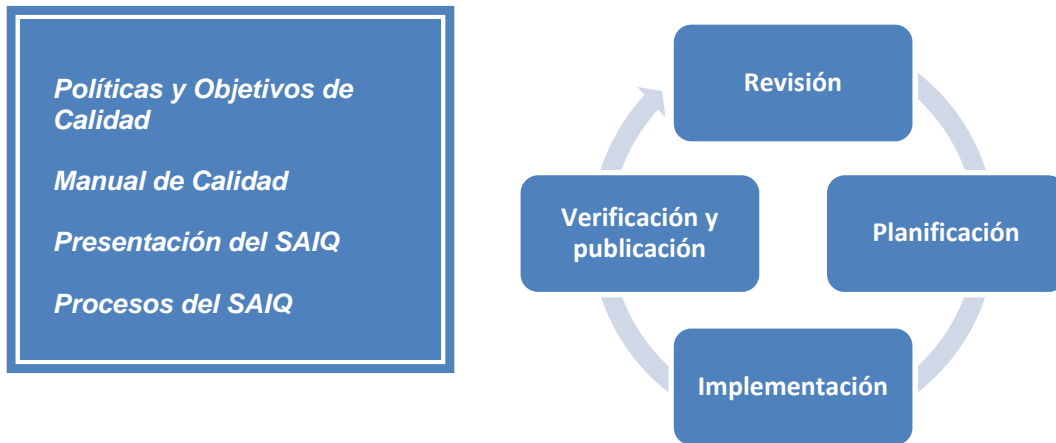 Políticas y Objetivos de
Calidad
Manual de Calidad
Presentación del SAIQ
Procesos del SAIQ
Revisión
Verificación y
publicación
Planificación
Implementación